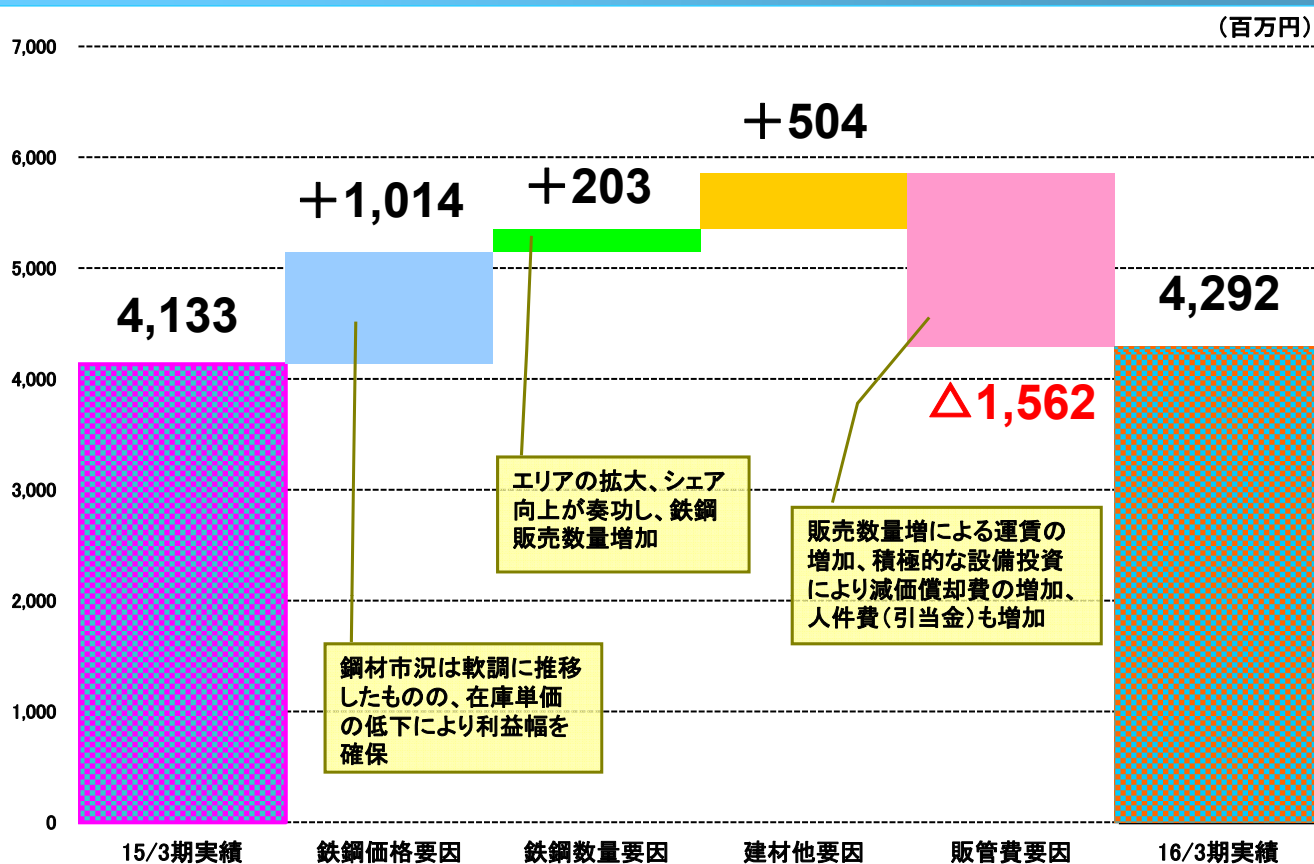 （百万円）
7,000
6,000
5,000
4,000
3,000
2,000
1,000
0
4,133
＋1,014
＋203
＋504
△1,562
4,292
エリアの拡大、シェア
向上が奏功し、鉄鋼
販売数量増加
販売数量増による運賃の
増加、積極的な設備投資
により減価償却費の増加、
人件費（引当金）も増加
鋼材市況は軟調に推移
したものの、在庫単価
の低下により利益幅を
確保
15/3期実績
鉄鋼価格要因
鉄鋼数量要因
建材他要因
販管費要因
16/3期実績